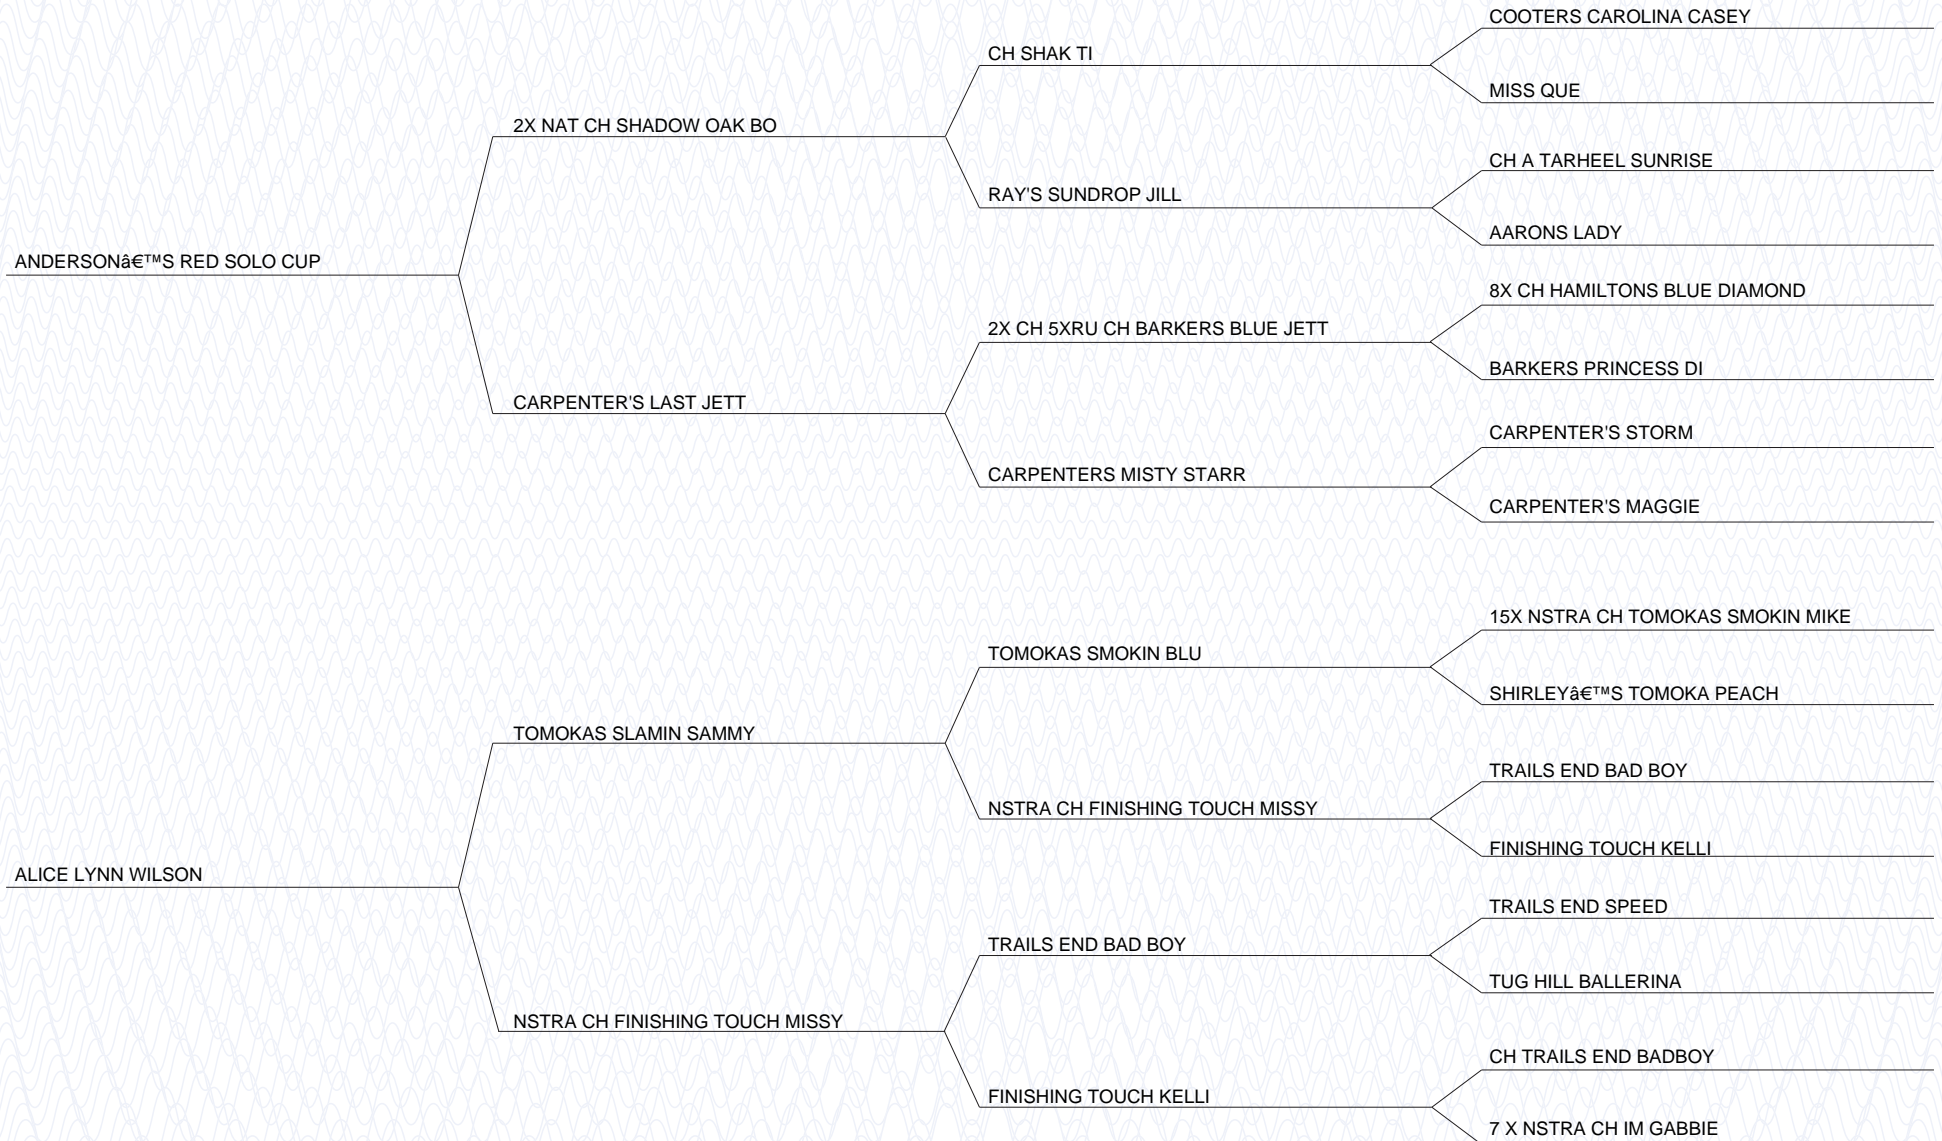 COOTERS CAROLINA CASEY
CH SHAK TI
MISS QUE
2X NAT CH SHADOW OAK BO
CH A TARHEEL SUNRISE
RAY'S SUNDROP JILL
AARONS LADY
ANDERSON’S RED SOLO CUP
8X CH HAMILTONS BLUE DIAMOND
2X CH 5XRU CH BARKERS BLUE JETT
BARKERS PRINCESS DI
CARPENTER'S LAST JETT
CARPENTER'S STORM
CARPENTERS MISTY STARR
CARPENTER'S MAGGIE
15X NSTRA CH TOMOKAS SMOKIN MIKE
TOMOKAS SMOKIN BLU
SHIRLEY’S TOMOKA PEACH
TOMOKAS SLAMIN SAMMY
TRAILS END BAD BOY
NSTRA CH FINISHING TOUCH MISSY
FINISHING TOUCH KELLI
ALICE LYNN WILSON
TRAILS END SPEED
TRAILS END BAD BOY
TUG HILL BALLERINA
NSTRA CH FINISHING TOUCH MISSY
CH TRAILS END BADBOY
FINISHING TOUCH KELLI
7 X NSTRA CH IM GABBIE